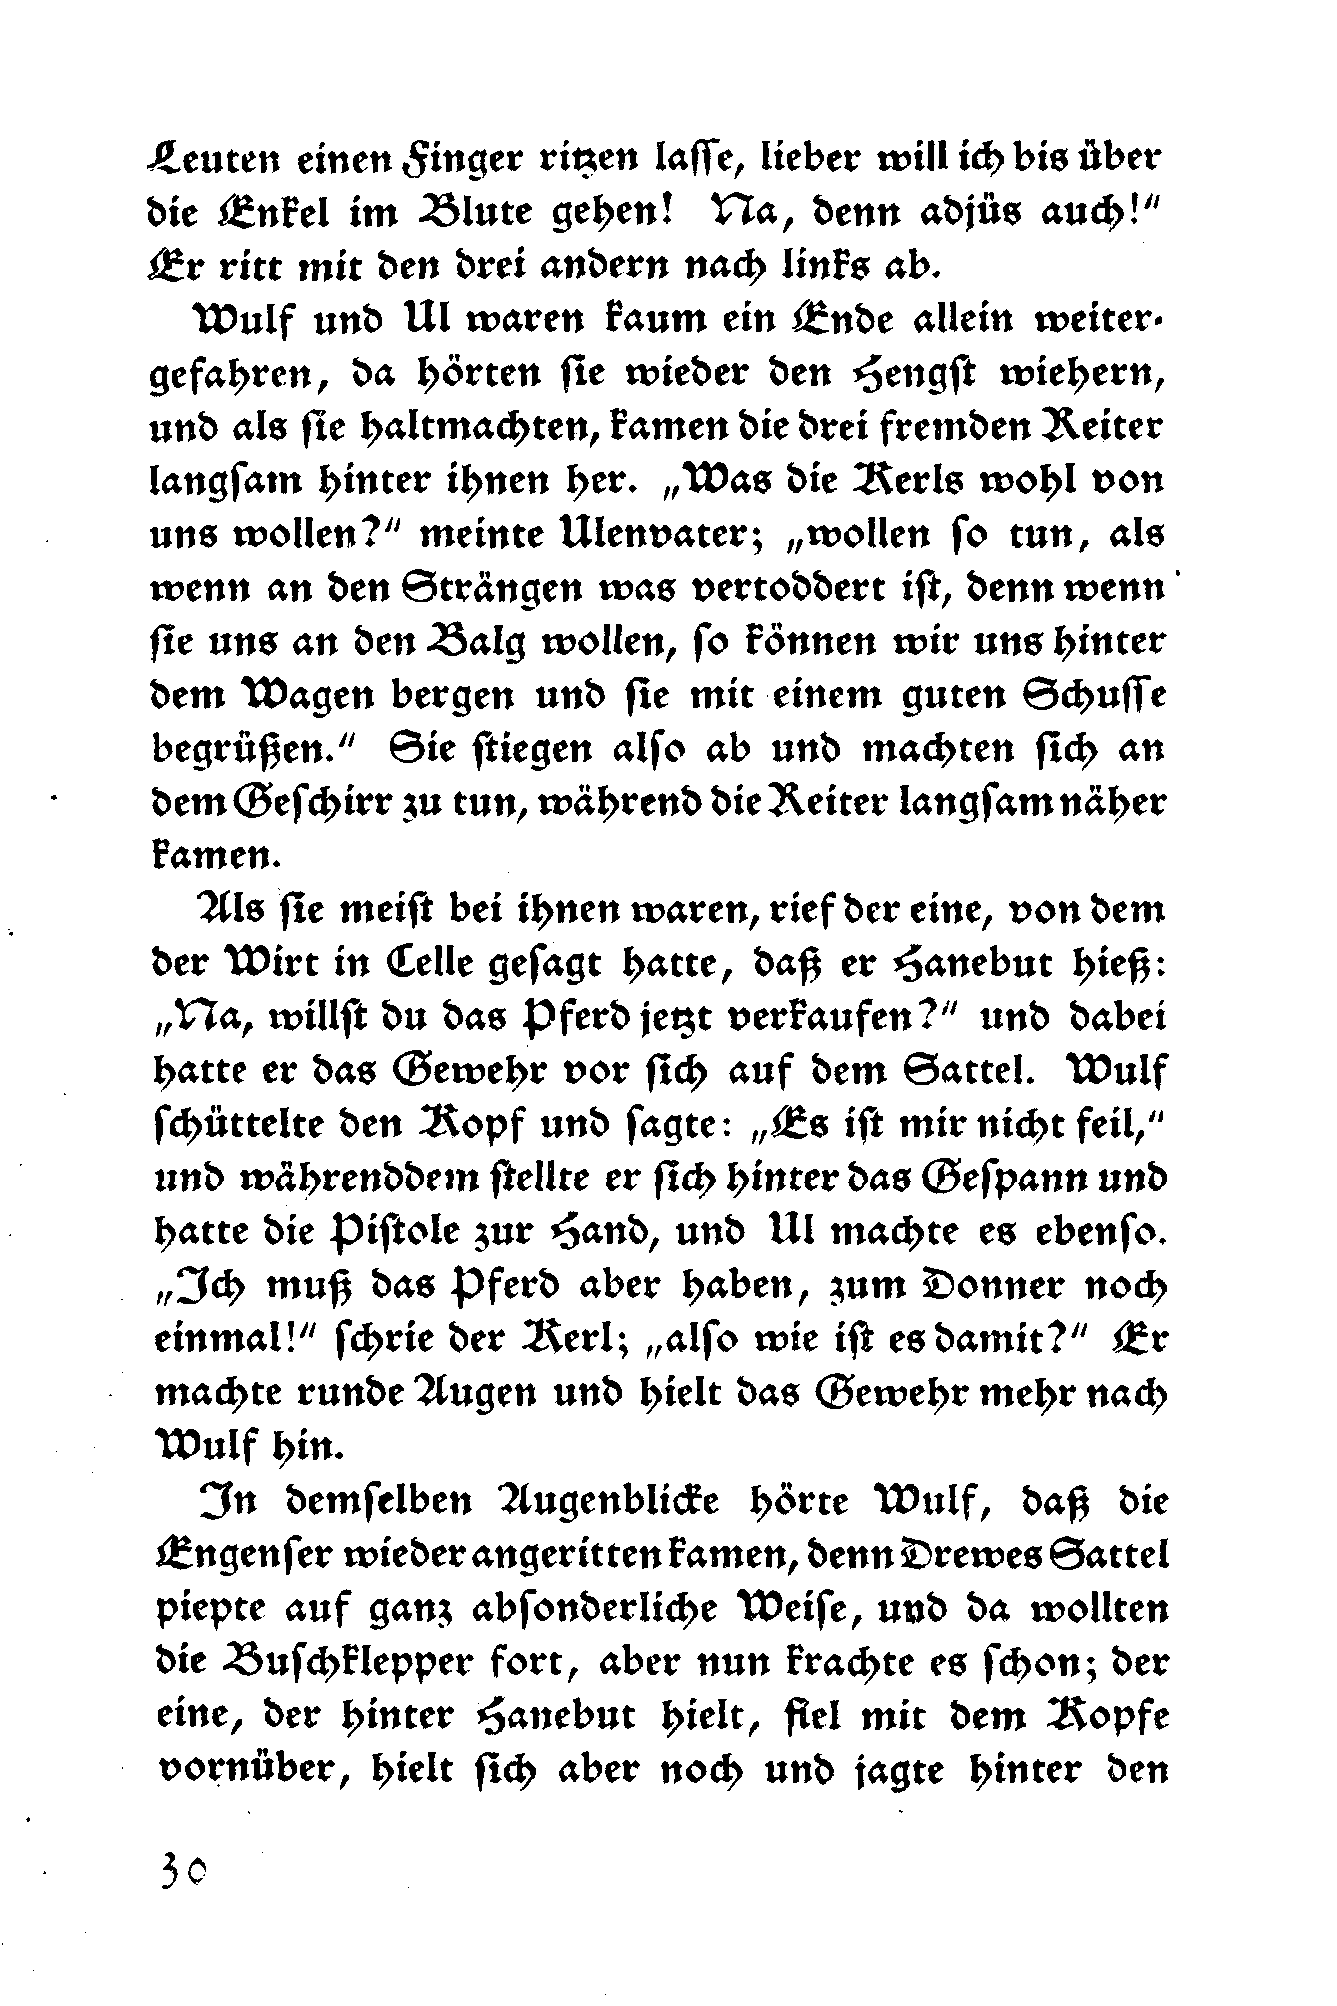 Leuten einen Finger ritzen laſſe, lieber will ich bis über
die Enkel im Blute gehen! Na, denn adjüs auch!“
Er ritt mit den drei andern nach links ab.
Wulf und Ul waren kaum ein Ende allein weiter-
gefahren, da hörten ſie wieder den Hengſt wiehern,
und als ſie haltmachten, kamen die drei fremden Reiter
langſam hinter ihnen her. „Was die Kerls wohl von
uns wollen?“ meinte Ulenvater; „wollen ſo tun, als
wenn an den Strängen was vertoddert iſt, denn wenn
ſie uns an den Balg wollen, ſo können wir uns hinter
dem Wagen bergen und ſie mit einem guten Schuſſe
begrüßen.“ Sie ſtiegen alſo ab und machten ſich an
dem Geſchirr zu tun, während die Reiter langſam näher
kamen.
Als ſie meiſt bei ihnen waren, rief der eine, von dem
der Wirt in Celle geſagt hatte, daß er Hanebut hieß:
„Na, willſt du das Pferd jetzt verkaufen?“ und dabei
hatte er das Gewehr vor ſich auf dem Sattel. Wulf
ſchüttelte den Kopf und ſagte: „Es iſt mir nicht feil,“
und währenddem ſtellte er ſich hinter das Geſpann und
hatte die Piſtole zur Hand, und Ul machte es ebenſo.
„Ich muß das Pferd aber haben, zum Donner noch
einmal!“ ſchrie der Kerl; „alſo wie iſt es damit?“ Er
machte runde Augen und hielt das Gewehr mehr nach
Wulf hin.
In demſelben Augenblicke hörte Wulf, daß die
Engenſer wieder angeritten kamen, denn Drewes Sattel
piepte auf ganz abſonderliche Weiſe, und da wollten
die Buſchklepper fort, aber nun krachte es ſchon; der
eine, der hinter Hanebut hielt, fiel mit dem Kopfe
vornüber, hielt ſich aber noch und jagte hinter den
30